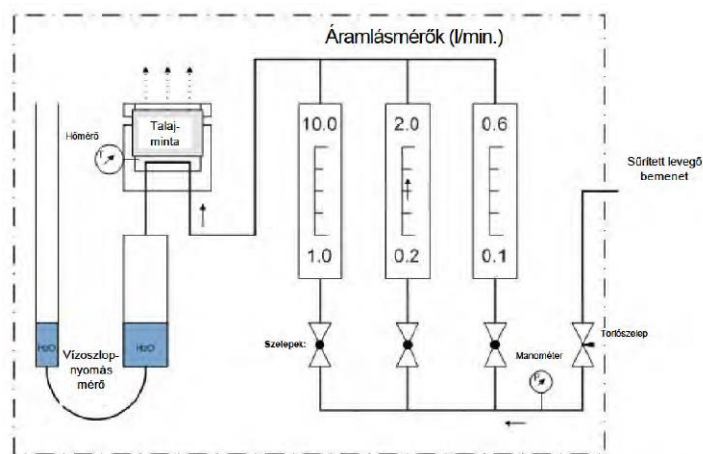 Áramlásmérők (l/min.)
Talaj-
minta
Hőmérő
T
10.0
2.0
0.6
Sűrített levegő
bemenet
1.0
0.2
0.1
H2O
Vízoszlop-
nyomás
mérő
H2O
Szelepek:
Manométer
P
Torlószelep